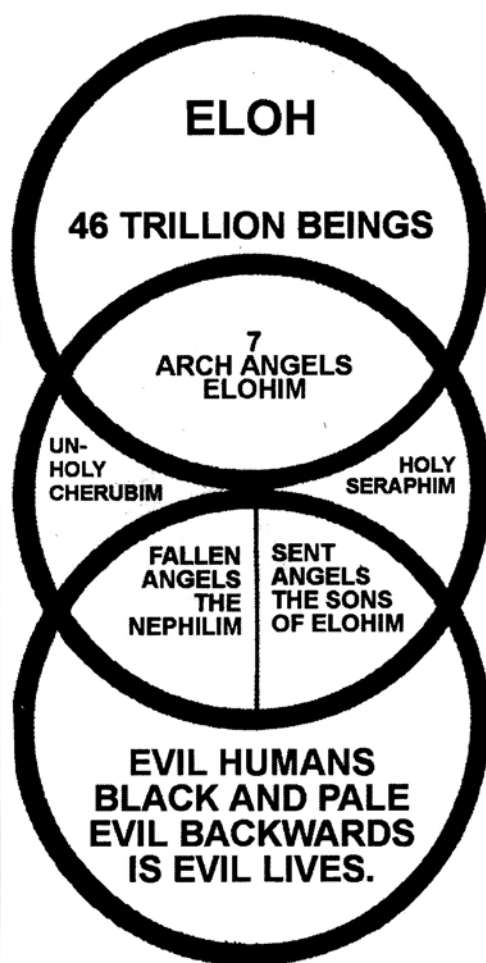 ELOH
46 TRILLION BEINGS
7
ARCH ANGELS
ELOHIM
UN-
HOLY
CHERUBIM
HOLY
SERAPHIM
FALLEN
ANGELS
THE
NEPHILIM
SENT
ANGELS
THE SONS
OF ELOHIM
EVIL HUMANS
BLACK AND PALE
EVIL BACKWARDS
IS EVIL LIVES.